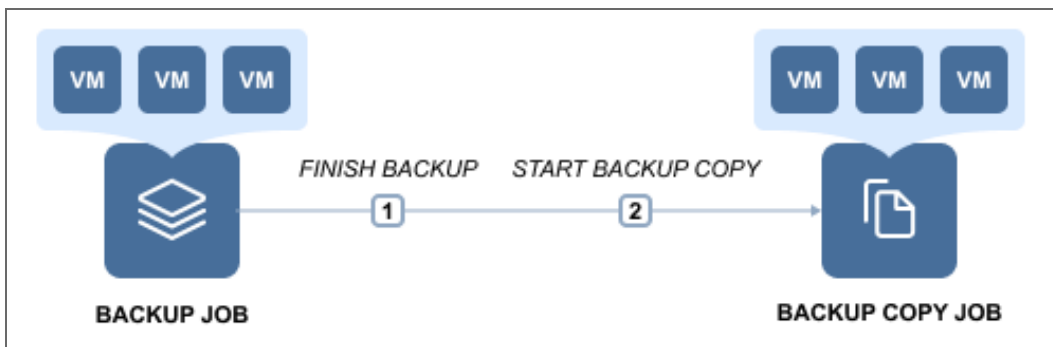 VM VM VM
VM VM VM
FINISH BACKUP
START BACKUP COPY
1
2
BACKUP JOB
BACKUP COPY JOB